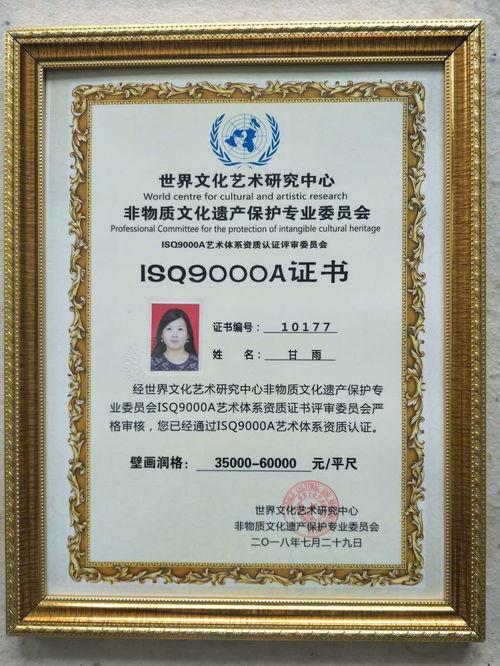 世界文化艺术研究中心
World centre for cultural and artistic research
非物质文化遗产保护专业委员会
Professional Committee for the protection of intangible cultural heritage
ISQ9000A艺术体系资质认证评审委员会
ISQ9000A证书
证书编号: 10177
姓 名: 甘 雨
经世界文化艺术研究中心非物质文化遗产保护专
业委员会ISQ9000A艺术体系资质证书评审委员会严
格审核，您已经通过ISQ9000A艺术体系资质认证。
壁画润格: 35000-60000 元/平尺
世界文化艺术研究中心
非物质文化遗产保护专业委员会
二〇一八年七月二十九日